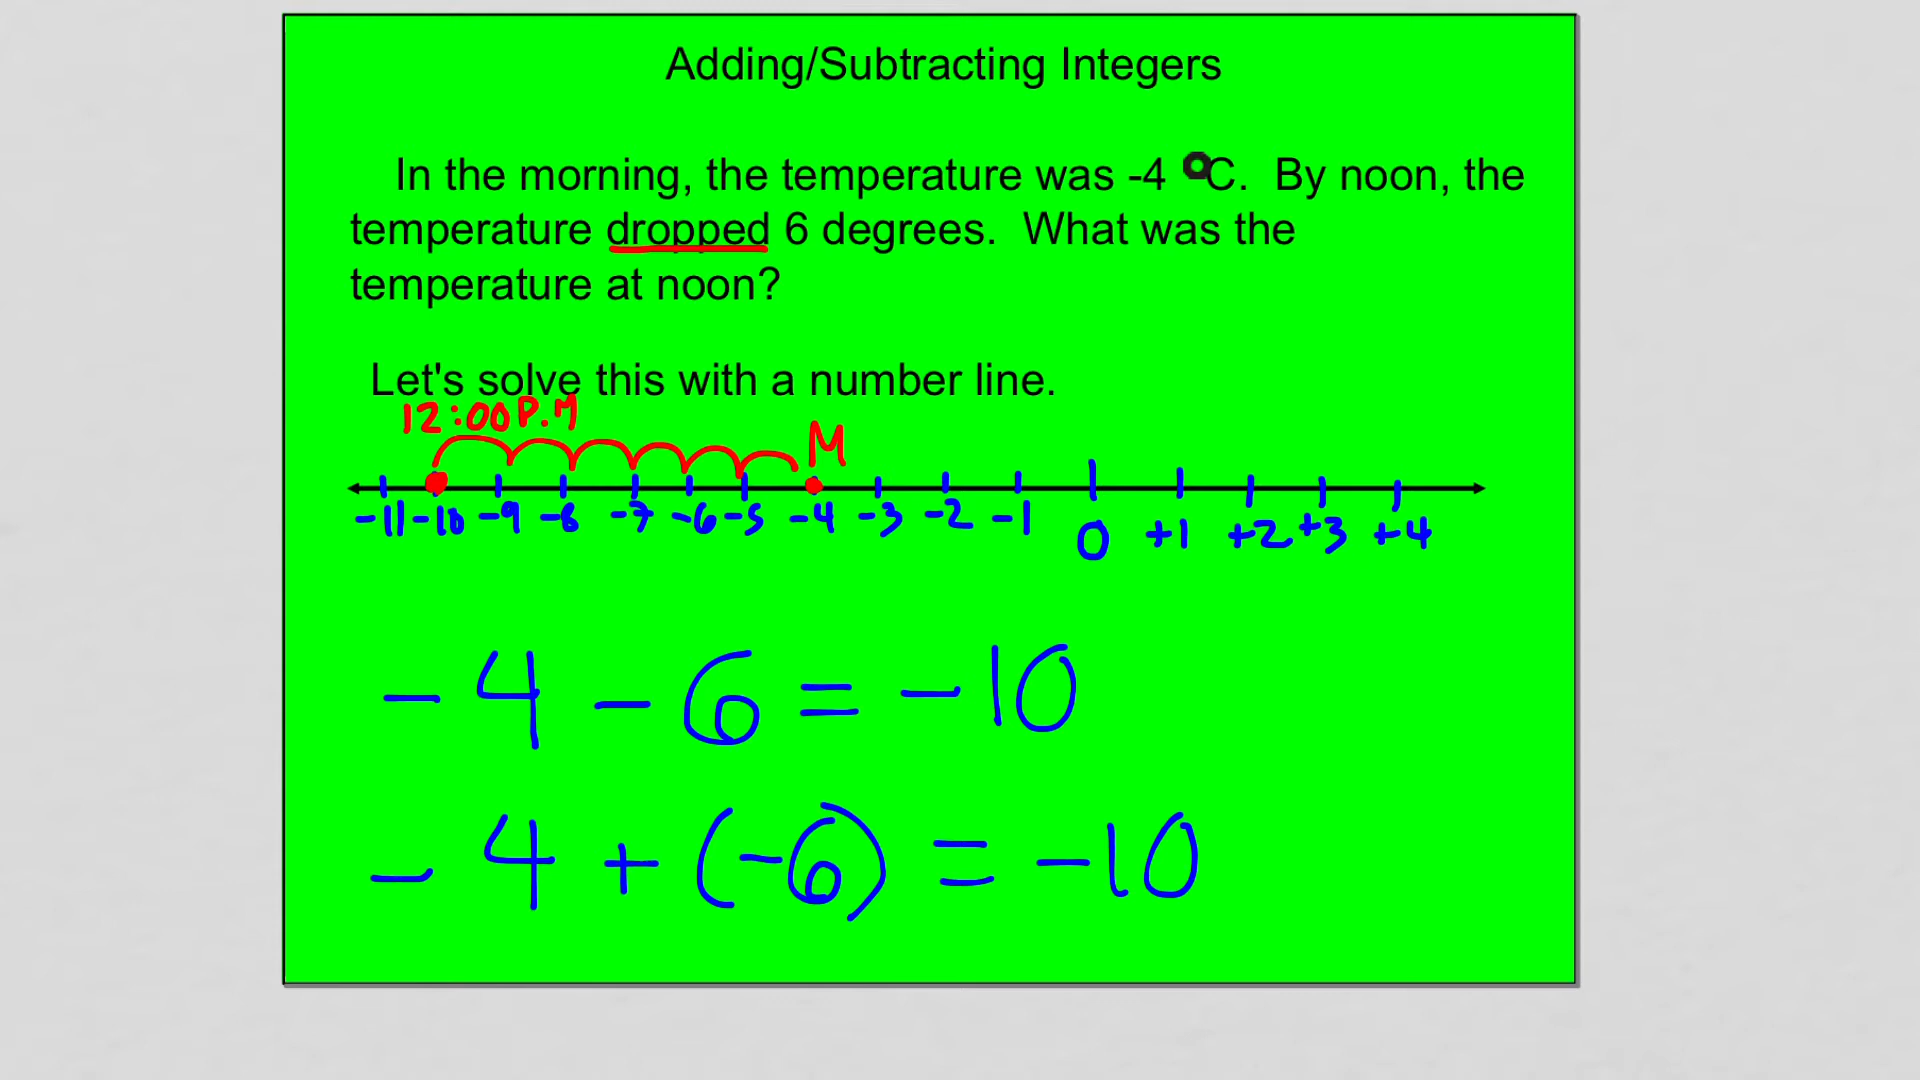 Adding/Subtracting Integers
In the morning, the temperature was -4 °C. By noon, the
temperature dropped 6 degrees. What was the
temperature at noon?
Let's solve this with a number line.
12:00 P.M
M
-11 -10 -9 -8 -7 -6 -5 -4 -3 -2 -1 0 +1 +2 +3 +4
- 4 - 6 = -10
- 4 + (-6) = -10